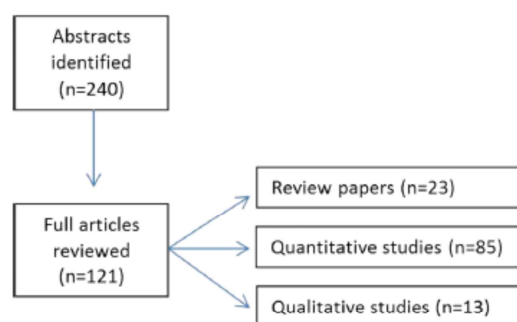 Abstracts
identified
(n=240)
Full articles
reviewed
(n=121)
Review papers (n=23)
Quantitative studies (n=85)
Qualitative studies (n=13)